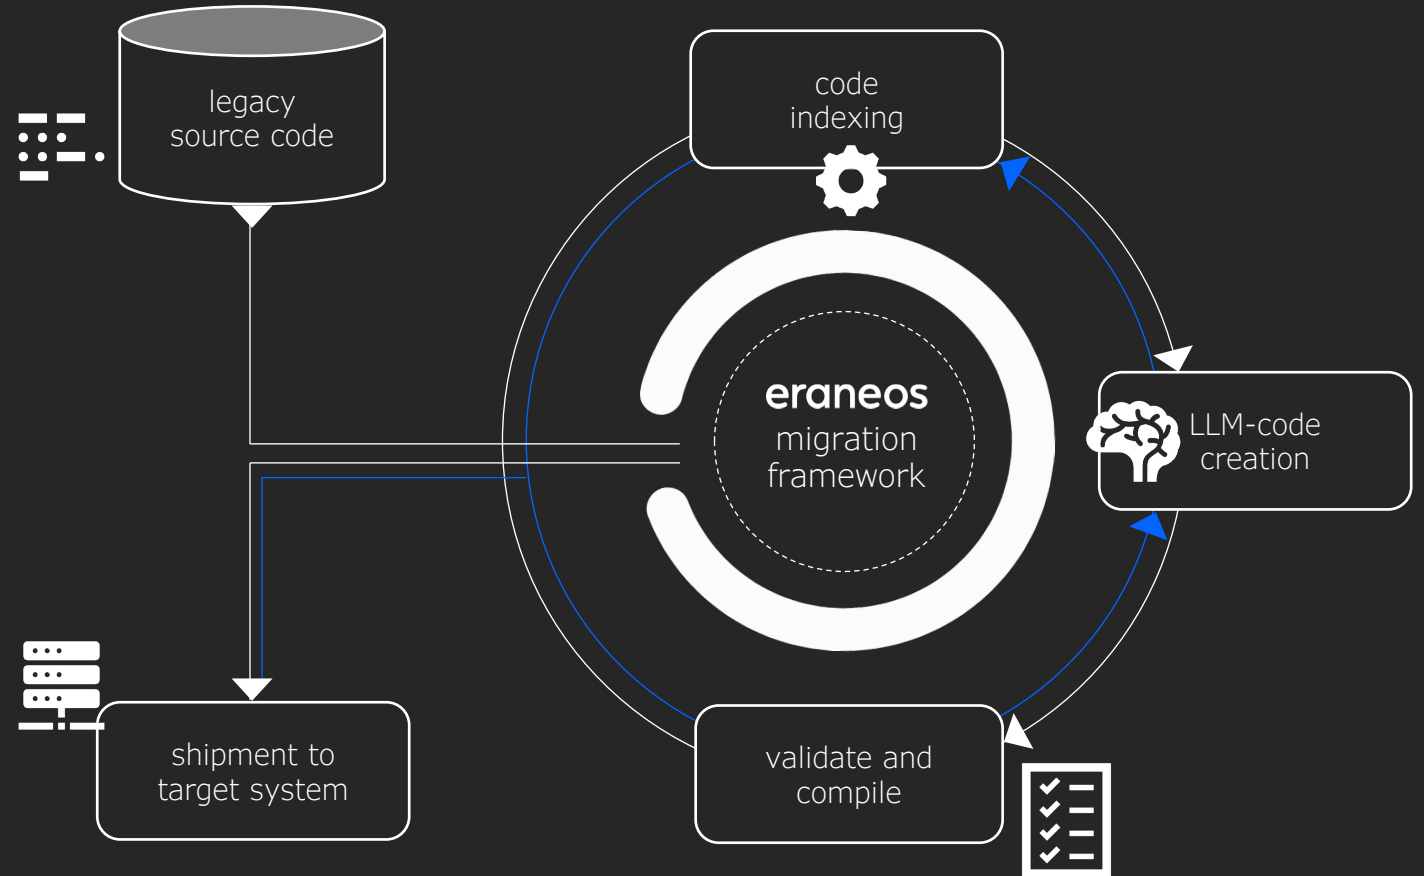 legacy
source code
code
indexing
eraneos
migration
framework
LLM-code
creation
shipment to
target system
validate and
compile